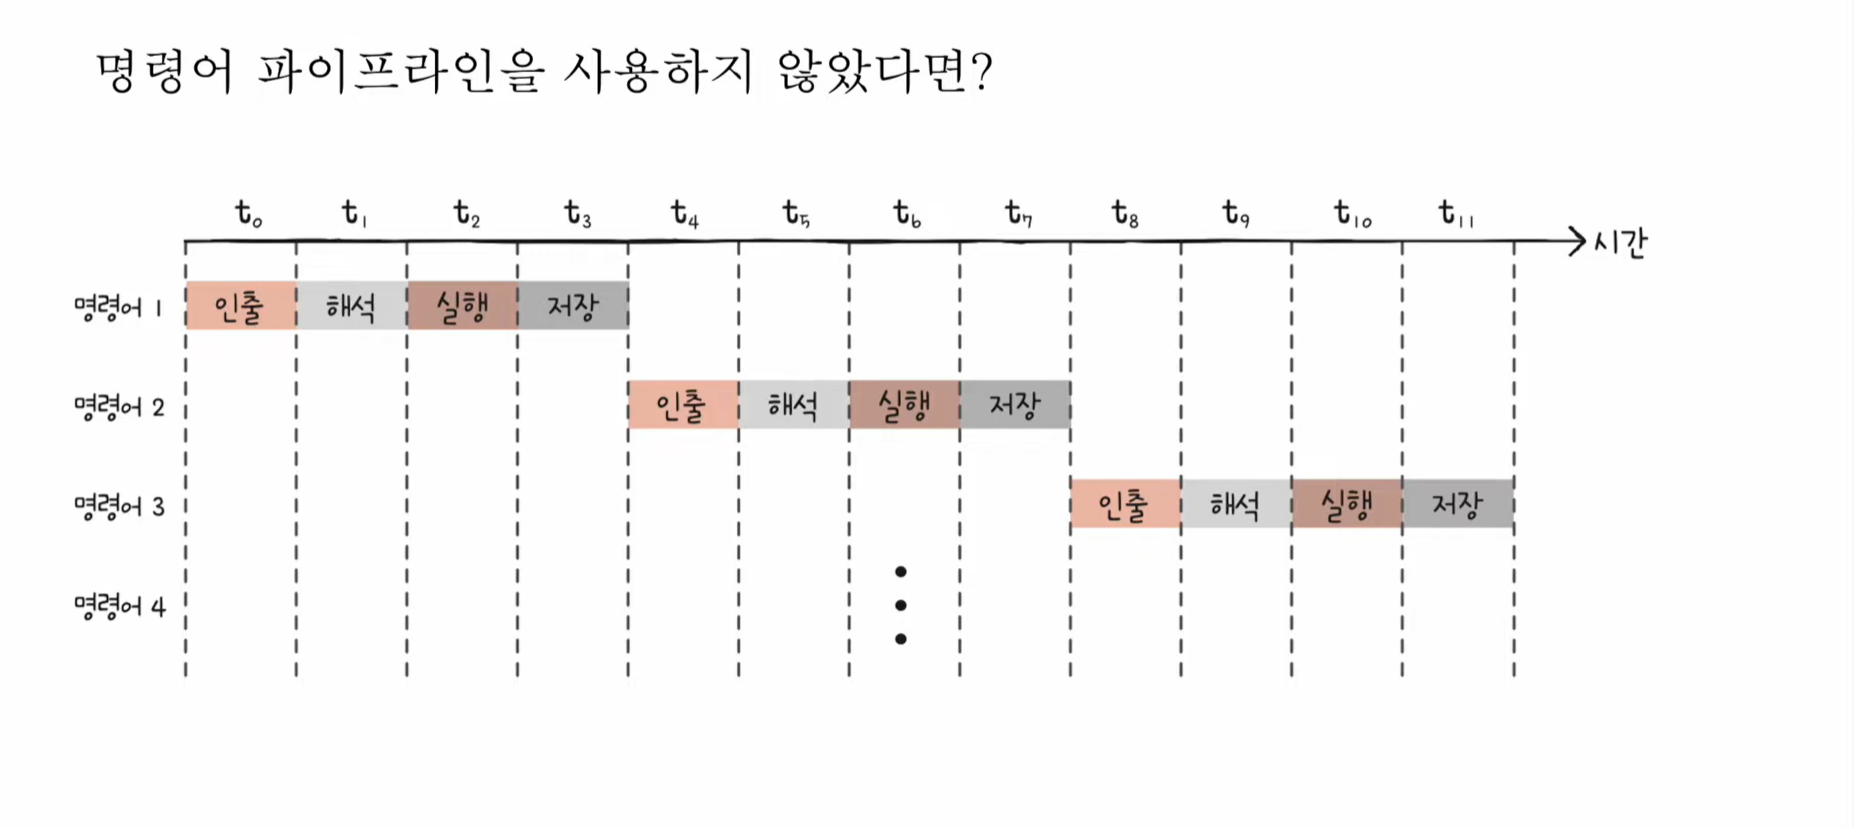 명령어 파이프라인을 사용하지 않았다면?
t₀ t₁ t₂ t₃ t₄ t₅ t₆ t₇ t₈ t₉ t₁₀ t₁₁
시간
명령어 1 인출 해석 실행 저장
명령어 2 인출 해석 실행 저장
명령어 3 인출 해석 실행 저장
명령어 4